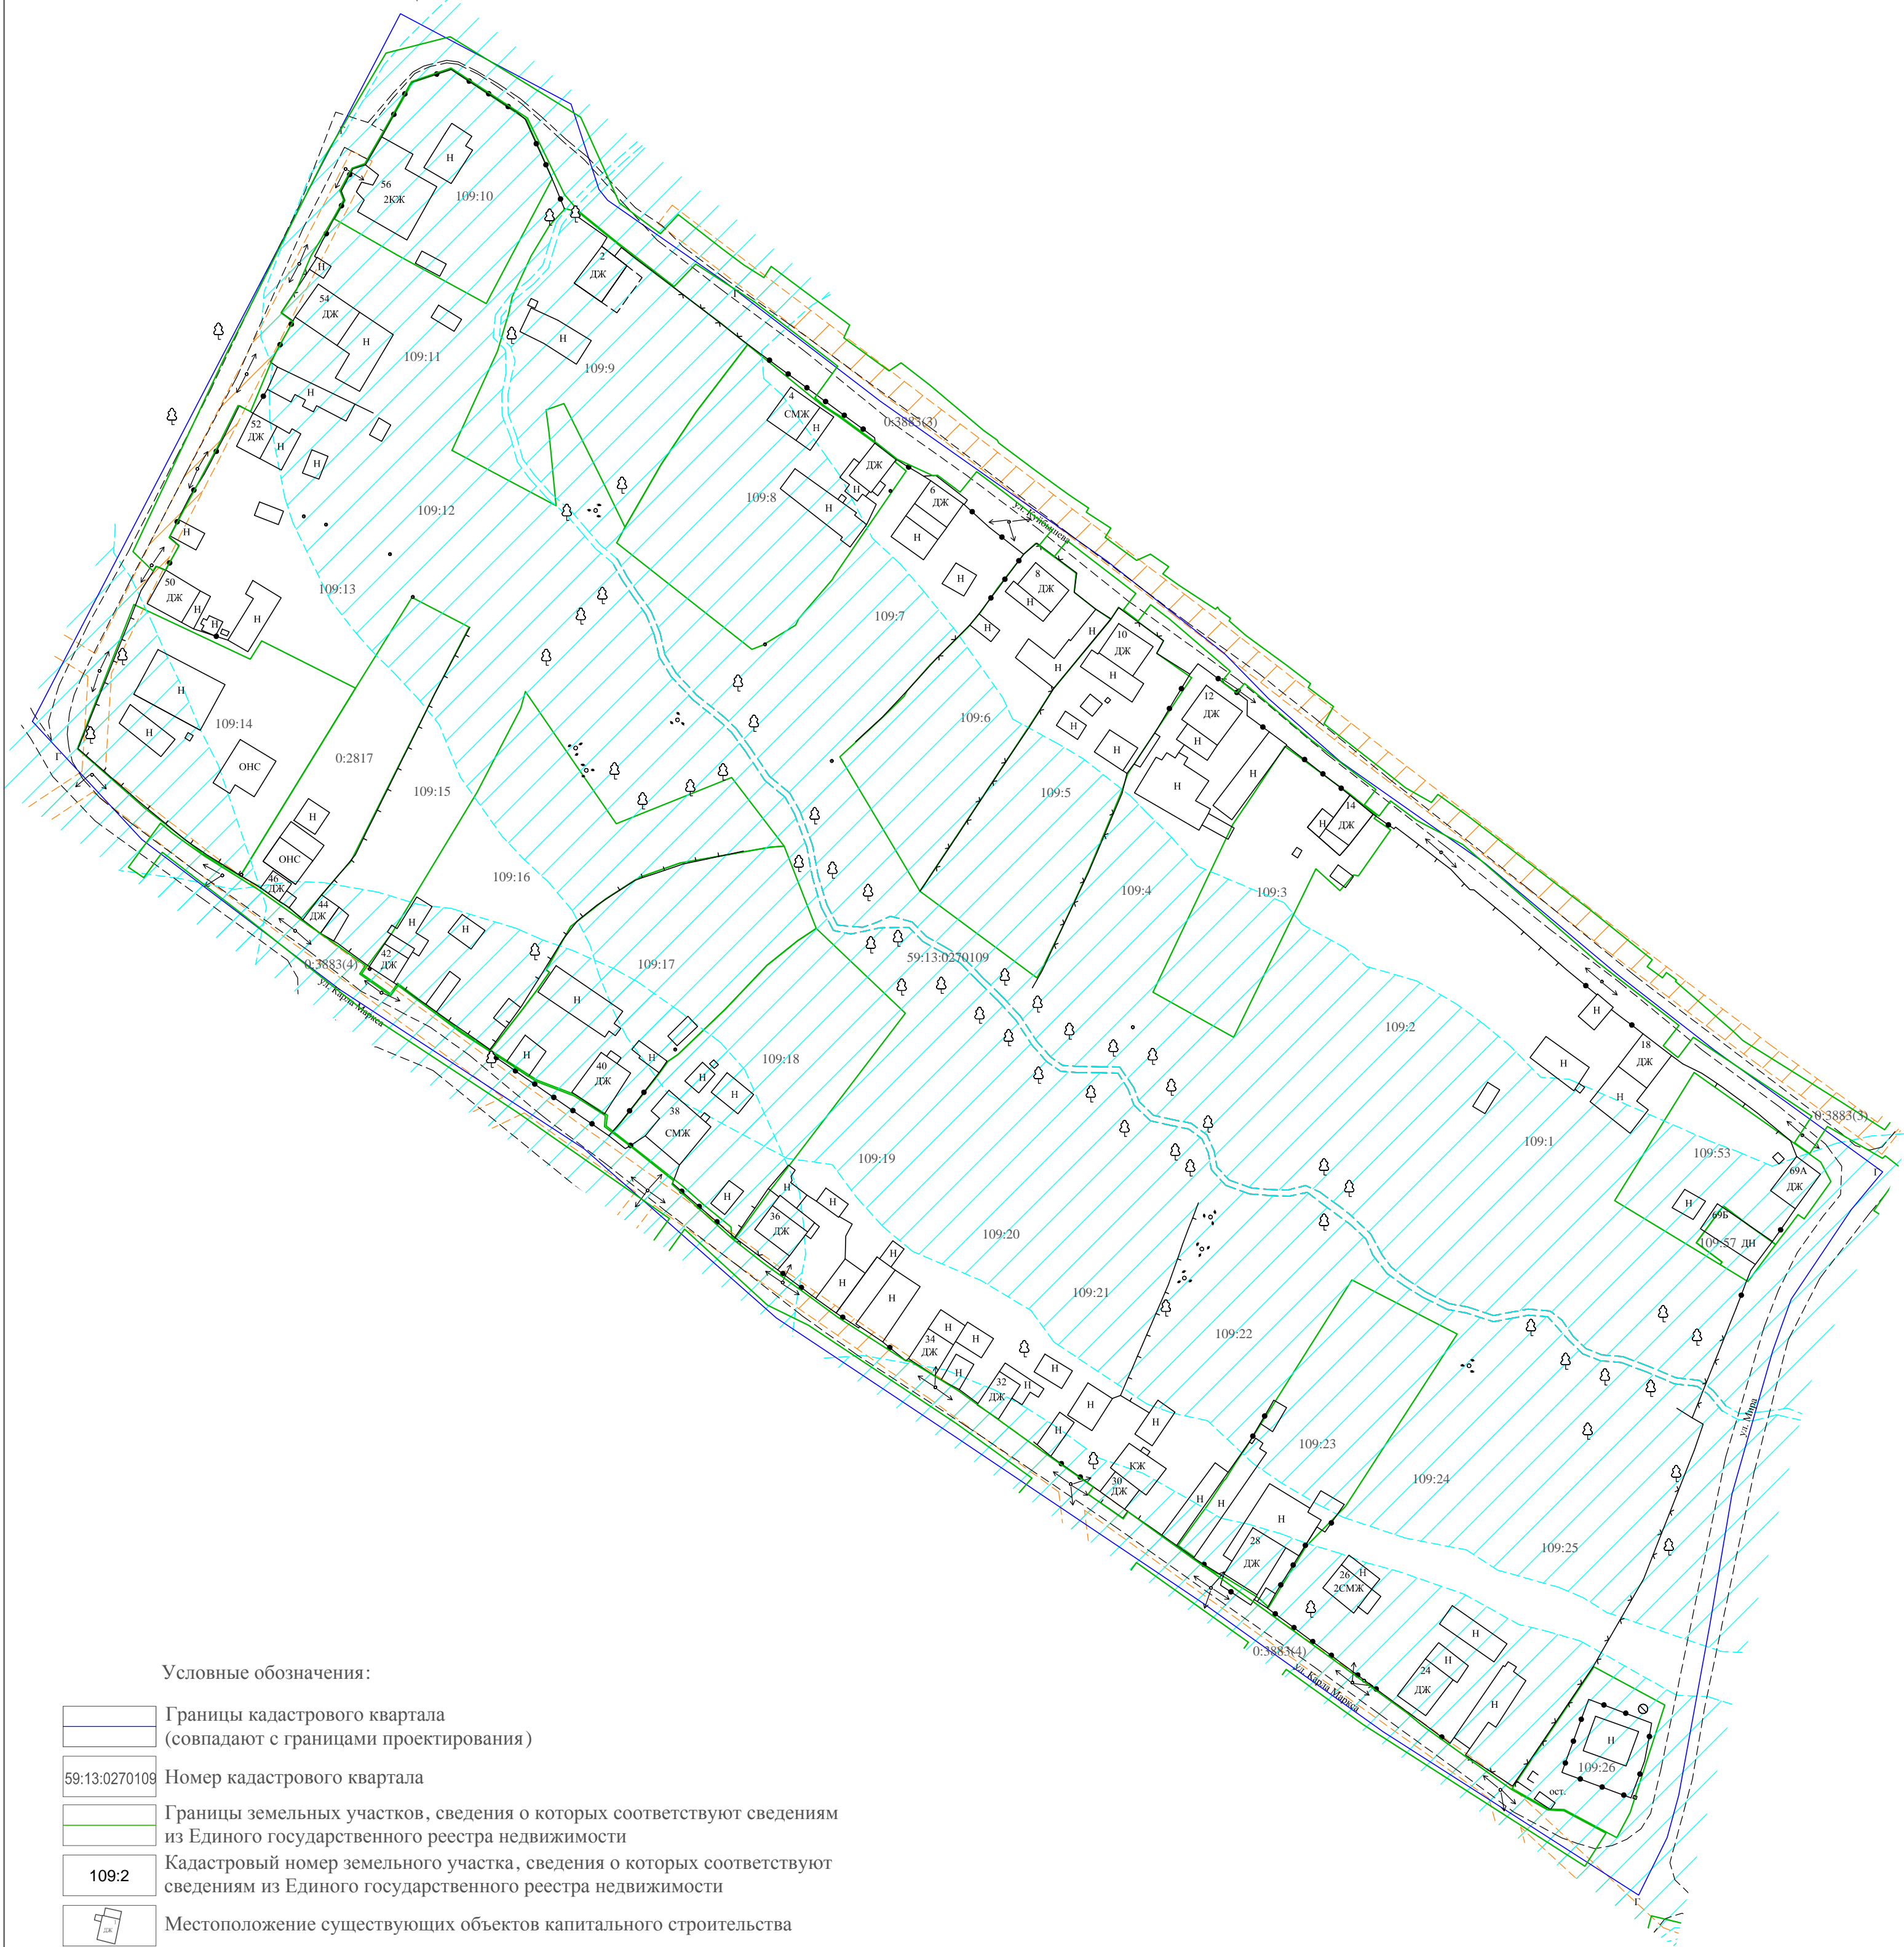 Г
56
2КЖ
Н
109:10
2
ДЖ
Н
54
ДЖ
Н
Г
Н
109:11
109:9
Н
4
СМЖ
Н
0:3883(3)
52
ДЖ
Н
Н
109:12
109:8
ДЖ
Н
Н
6
ДЖ
Н
ул. Куйбышева
Н
50
ДЖ
Н
Н
Н
109:13
109:7
Н
8
ДЖ
Н
Н
Н
Н
10
ДЖ
Н
Н
109:14
Н
Н
ОНС
Г
0:2817
109:15
109:6
Н
Н
12
ДЖ
Н
Н
Н
109:5
14
ДЖ
Н
Н
ОНС
46
ДЖ
44
ДЖ
109:16
109:4
109:3
42
ДЖ
Н
Н
0:3883(4)
ул. Карла Маркса
109:17
59:13:0270109
Н
Н
40
ДЖ
Н
109:18
109:2
Н
18
ДЖ
Н
Н
38
СМЖ
Н
Н
Н
109:19
109:1
0:3883(3)
109:53
69А
ДЖ
Г
Н
69Б
ДН
109:57
36
ДЖ
Н
Н
109:20
Н
Н
Н
109:21
109:22
34
ДЖ
Н
Н
Н
32
ДЖ
Н
Н
Н
Н
Н
КЖ
30
ДЖ
109:23
109:24
ул. Мира
Н
Н
Н
28
ДЖ
109:25
26
Н
2СМЖ
0:3883(4)
ул. Карла Маркса
Н
Н
24
ДЖ
Н
Н
109:26
ост.
Г
Условные обозначения:
Границы кадастрового квартала
(совпадают с границами проектирования)
59:13:0270109 Номер кадастрового квартала
Границы земельных участков, сведения о которых соответствуют сведениям
из Единого государственного реестра недвижимости
109:2
Кадастровый номер земельного участка, сведения о которых соответствуют
сведениям из Единого государственного реестра недвижимости
ДЖ
Местоположение существующих объектов капитального строительства